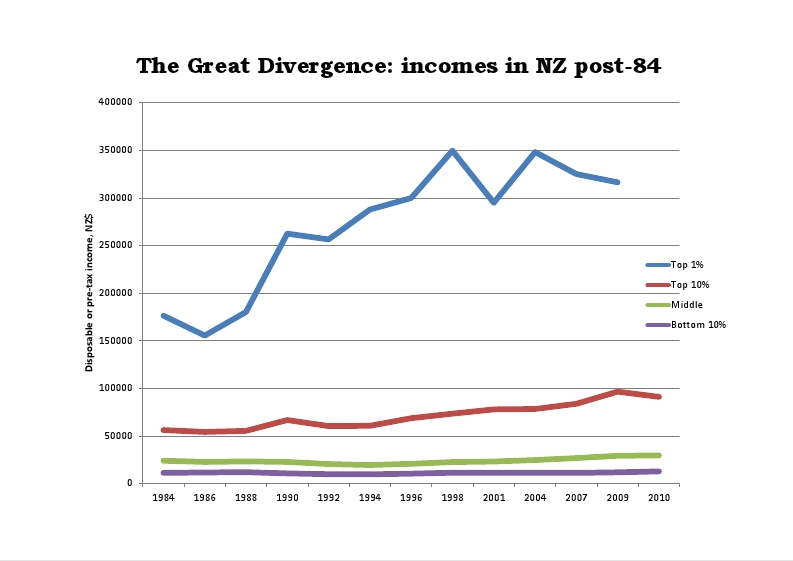 The Great Divergence: incomes in NZ post-84
400000
350000
300000
250000
200000
150000
100000
50000
0
Disposable or pre-tax income, NZ$
1984 1986 1988 1990 1992 1994 1996 1998 2001 2004 2007 2009 2010
Top 1%
Top 10%
Middle
Bottom 10%